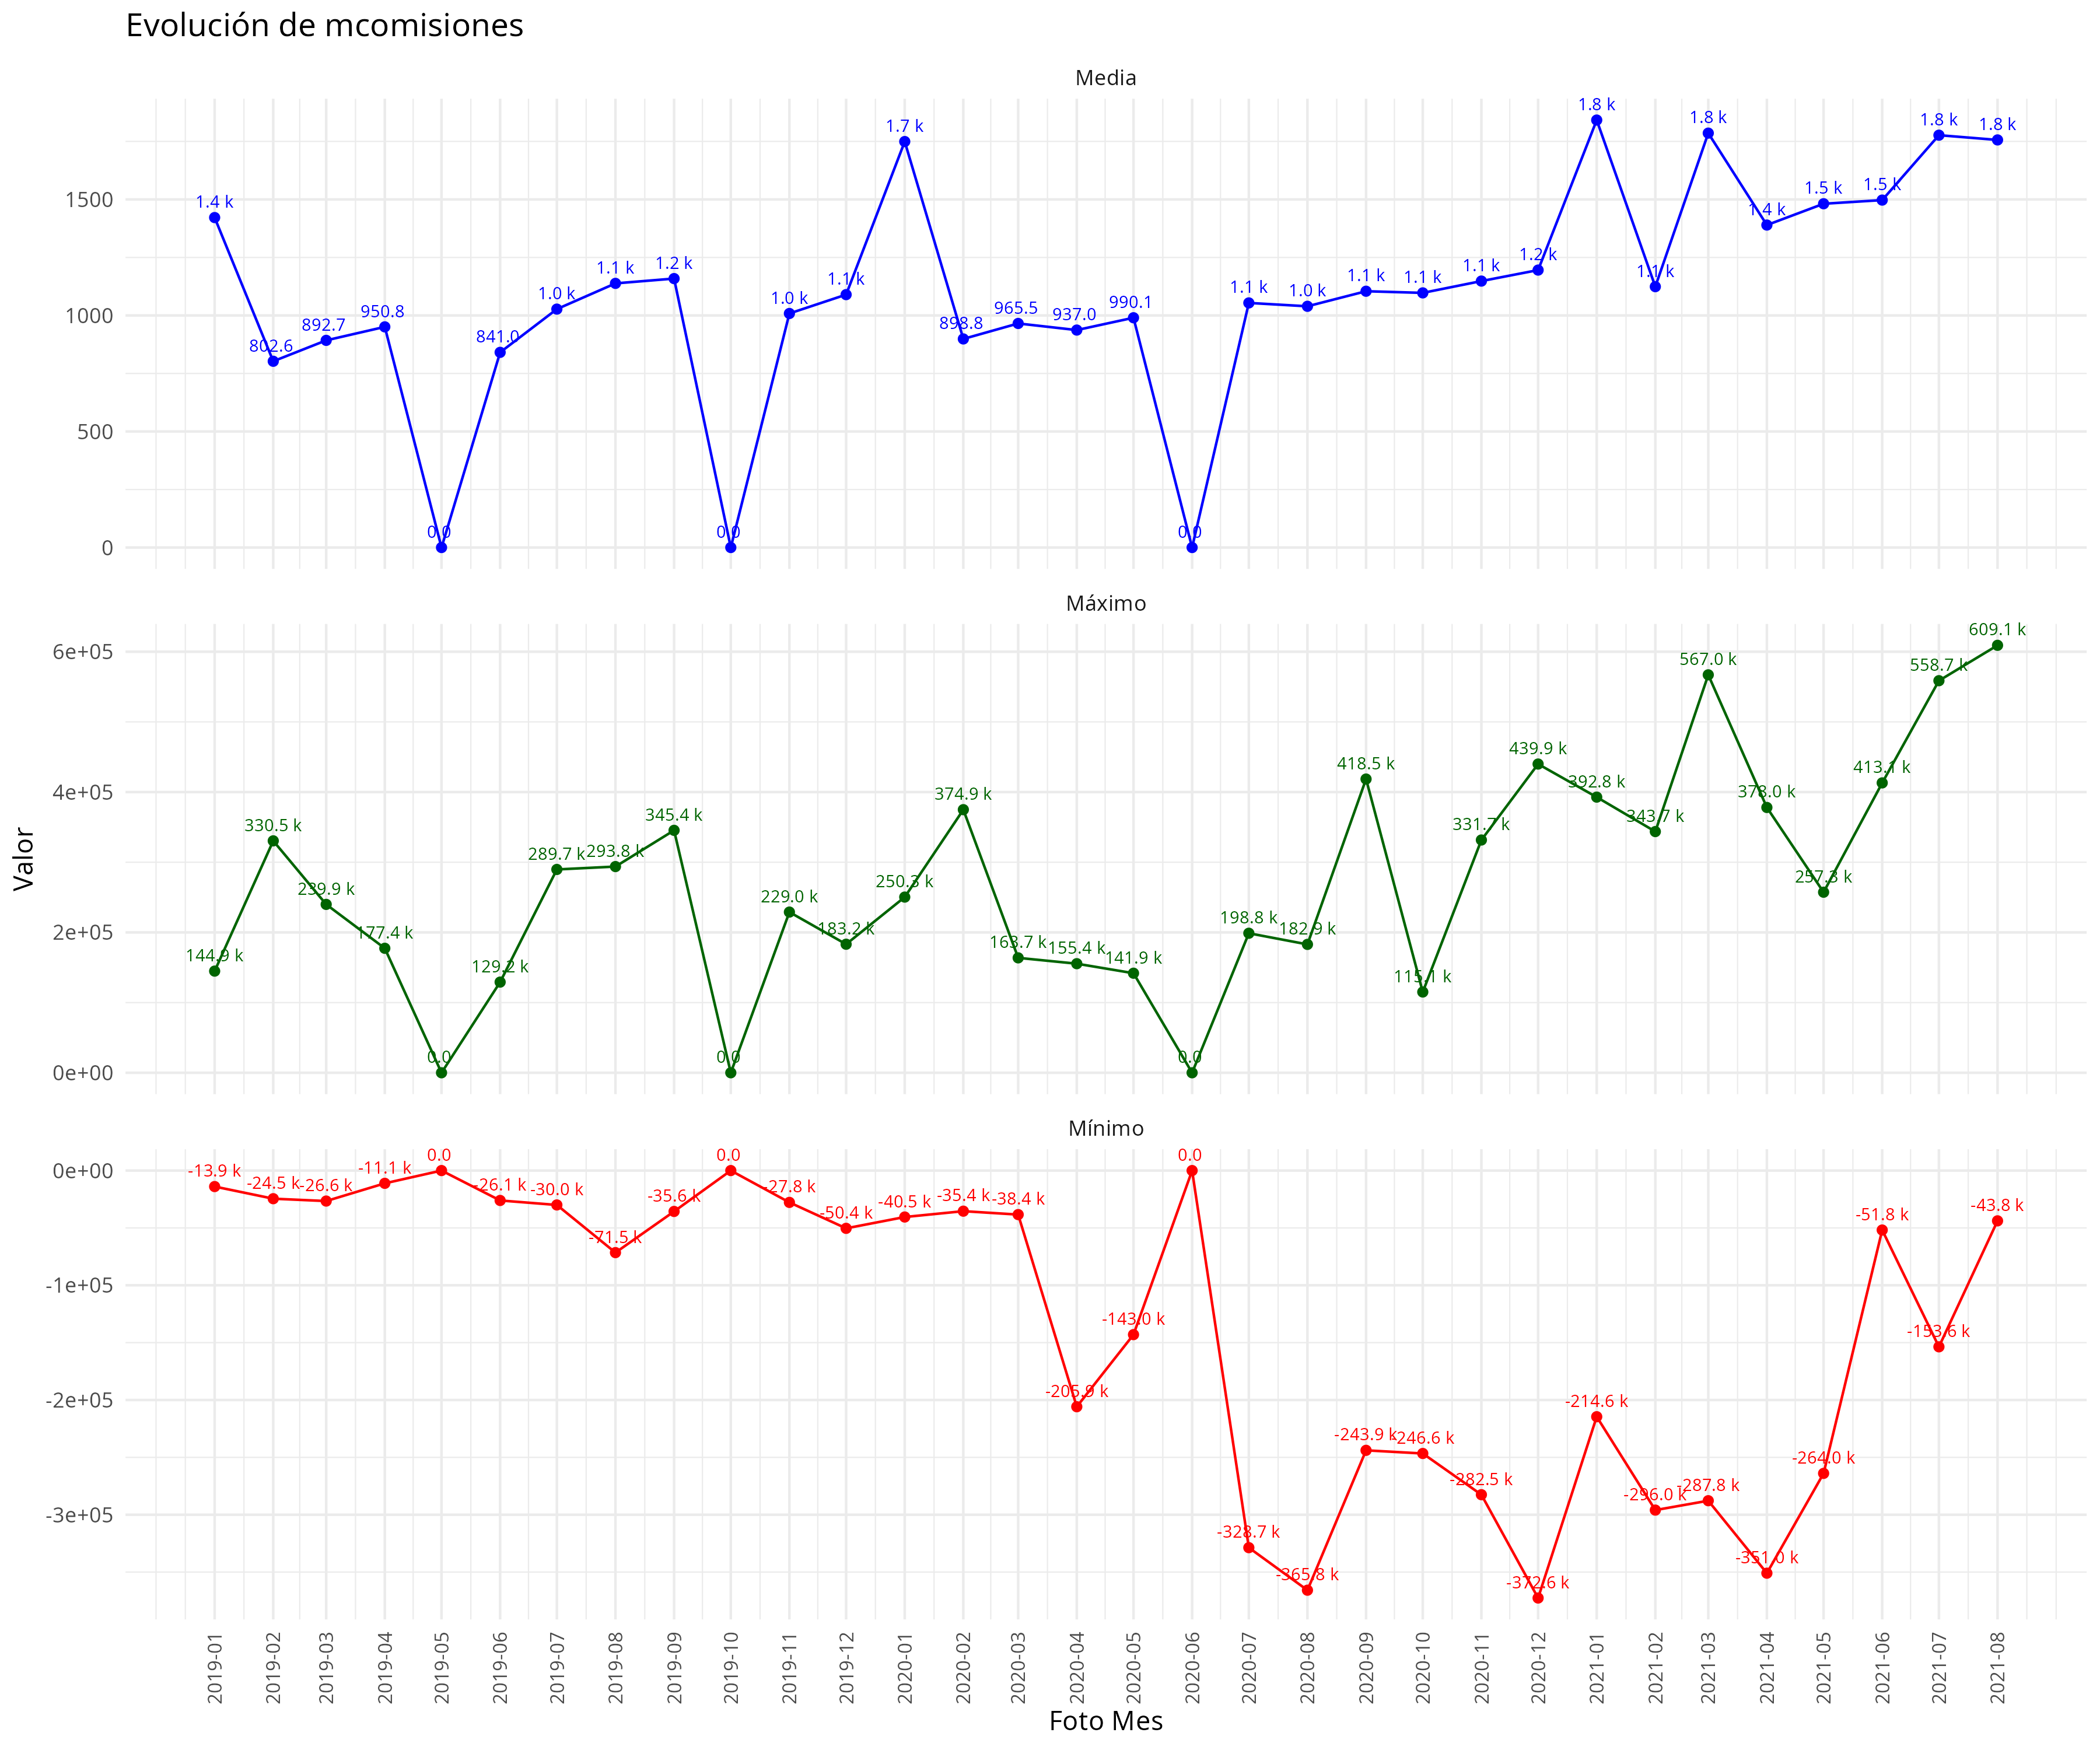 Evolución de mcomisiones
Media
1.4 k 802.6 892.7 950.8 0.0 841.0 1.0 k 1.1 k 1.2 k 0.0 1.0 k 1.1 k 1.7 k 898.8 965.5 937.0 990.1 0.0 1.1 k 1.0 k 1.1 k 1.1 k 1.1 k 1.2 k 1.8 k 1.1 k 1.8 k 1.4 k 1.5 k 1.5 k 1.8 k 1.8 k
1500
1000
500
0
Máximo
144.9 k 330.5 k 239.9 k 177.4 k 0.0 129.2 k 289.7 k 293.8 k 345.4 k 0.0 229.0 k 183.2 k 250.3 k 374.9 k 163.7 k 155.4 k 141.9 k 0.0 198.8 k 182.9 k 418.5 k 115.1 k 331.7 k 439.9 k 392.8 k 343.7 k 567.0 k 378.0 k 257.3 k 413.1 k 558.7 k 609.1 k
6e+05
4e+05
2e+05
0e+00
Valor
Mínimo
-13.9 k -24.5 k -26.6 k -11.1 k 0.0 -26.1 k -30.0 k -71.5 k -35.6 k 0.0 -27.8 k -50.4 k -40.5 k -35.4 k -38.4 k -205.9 k -143.0 k 0.0 -328.7 k -365.8 k -243.9 k -246.6 k -282.5 k -372.6 k -214.6 k -296.0 k -287.8 k -351.0 k -264.0 k -51.8 k -153.6 k -43.8 k
0e+00
-1e+05
-2e+05
-3e+05
2019-01 2019-02 2019-03 2019-04 2019-05 2019-06 2019-07 2019-08 2019-09 2019-10 2019-11 2019-12 2020-01 2020-02 2020-03 2020-04 2020-05 2020-06 2020-07 2020-08 2020-09 2020-10 2020-11 2020-12 2021-01 2021-02 2021-03 2021-04 2021-05 2021-06 2021-07 2021-08
Foto Mes